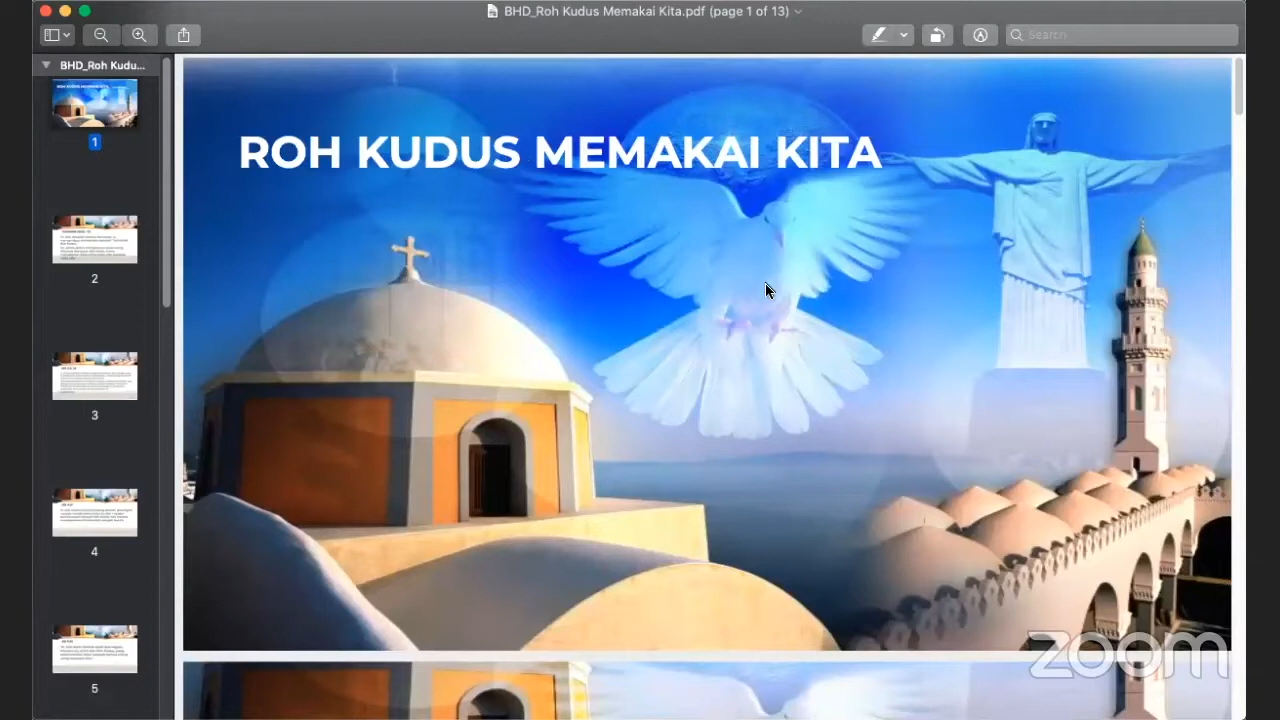 BHD_Roh Kudus Memakai Kita.pdf (page 1 of 13)
Search
BHD_Roh Kudu...
ROH KUDUS MEMAKAI KITA
1
2
3
4
5
zoom